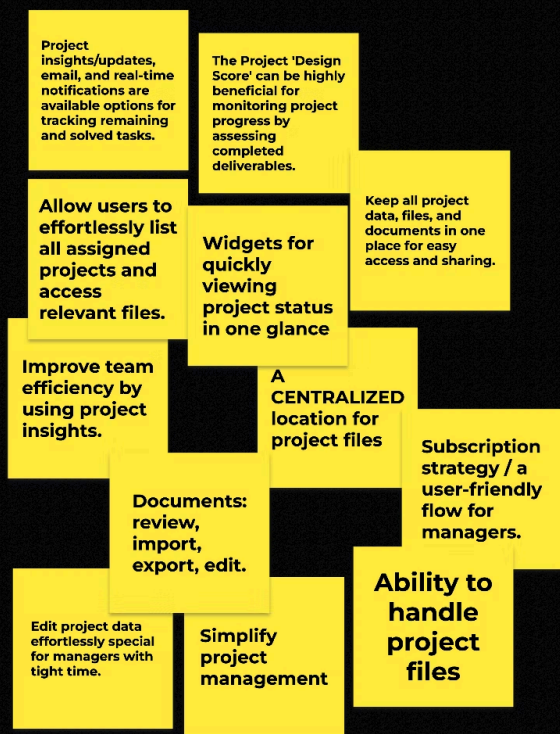 Project
insights/updates,
email, and real-time
notifications are
available options for
tracking remaining
and solved tasks.
The Project 'Design
Score' can be highly
beneficial for
monitoring project
progress by
assessing
completed
deliverables.
Keep all project
data, files, and
documents in one
place for easy
access and sharing.
Allow users to
effortlessly list
all assigned
projects and
access
relevant files.
Widgets for
quickly
viewing
project status
in one glance
Improve team
efficiency by
using project
insights.
A
CENTRALIZED
location for
project files
Subscription
strategy / a
user-friendly
flow for
managers.
Documents:
review,
import,
export, edit.
Ability to
handle
project
files
Edit project data
effortlessly special
for managers with
tight time.
Simplify
project
management